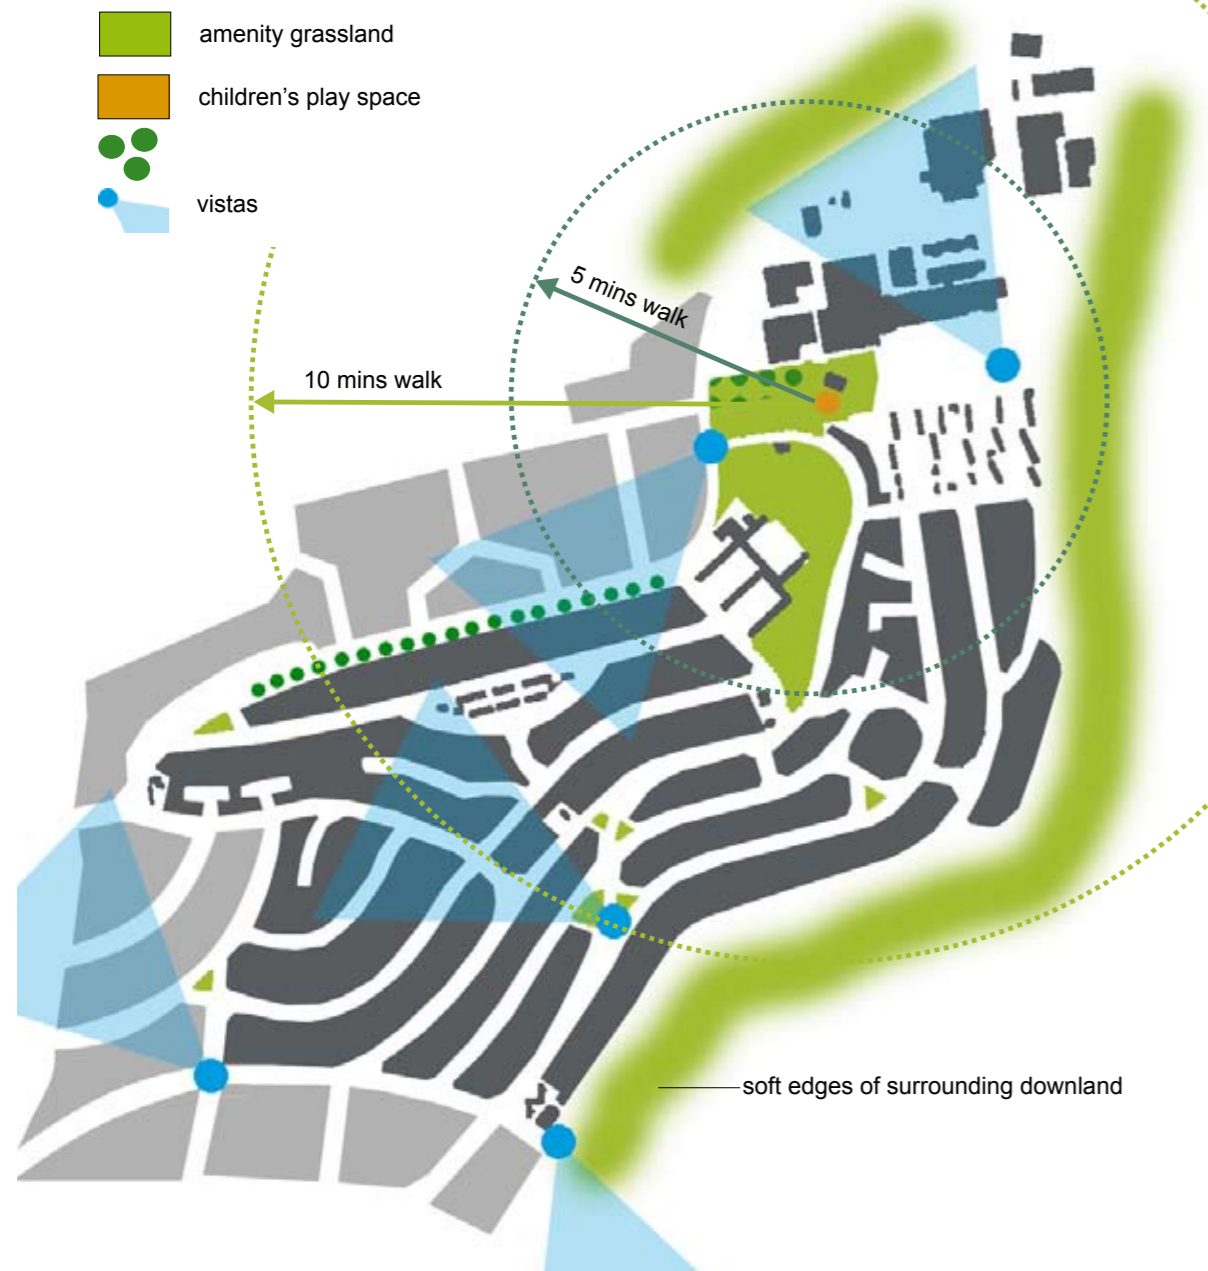 amenity grassland
children's play space
vistas
5 mins walk
10 mins walk
soft edges of surrounding downland